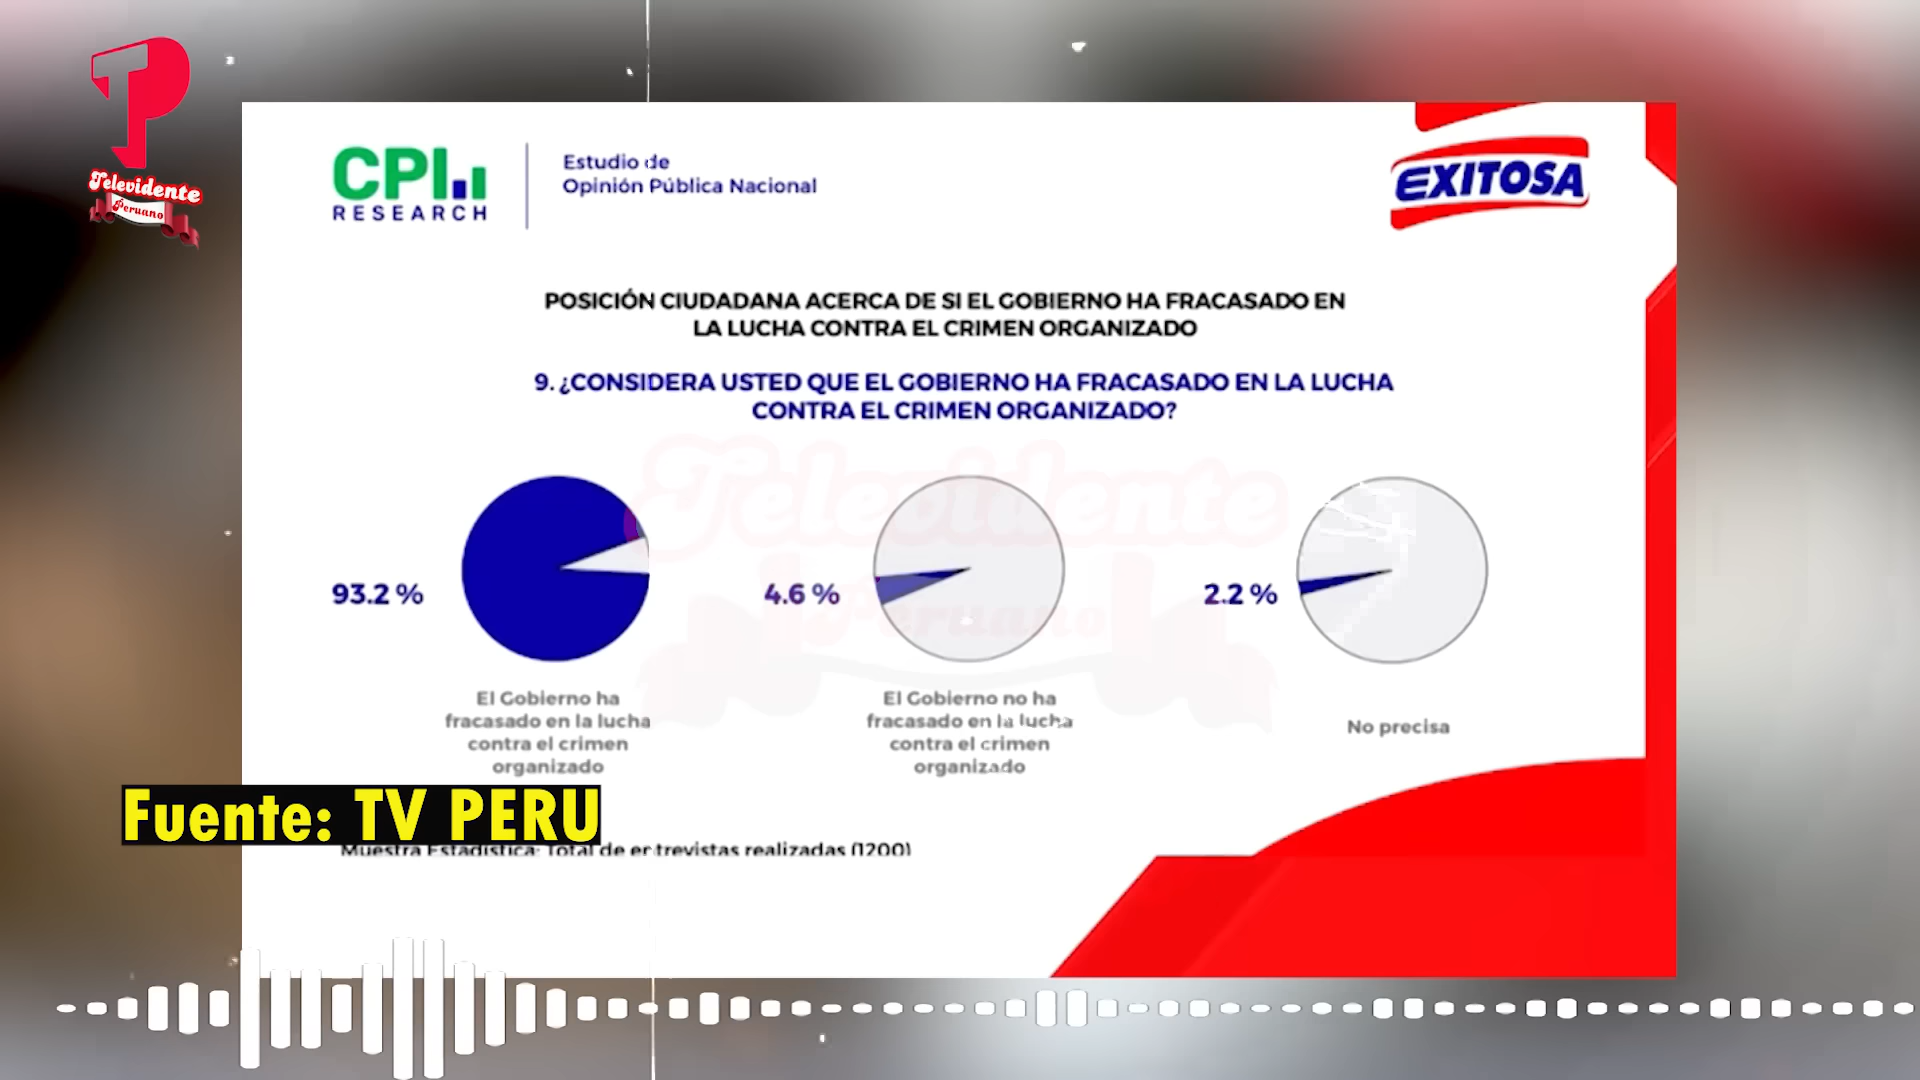 Televidente
Peruano
CPI
RESEARCH
Estudio de
Opinión Pública Nacional
EXITOSA
POSICIÓN CIUDADANA ACERCA DE SI EL GOBIERNO HA FRACASADO EN
LA LUCHA CONTRA EL CRIMEN ORGANIZADO
9. ¿CONSIDERA USTED QUE EL GOBIERNO HA FRACASADO EN LA LUCHA
CONTRA EL CRIMEN ORGANIZADO?
Televidente
Peruano
93.2 %
4.6 %
2.2 %
El Gobierno ha
fracasado en la lucha
contra el crimen
organizado
El Gobierno no ha
fracasado en la lucha
contra el crimen
organizado
No precisa
Fuente: TV PERU
Muestra Estadística: Total de entrevistas realizadas (1200)